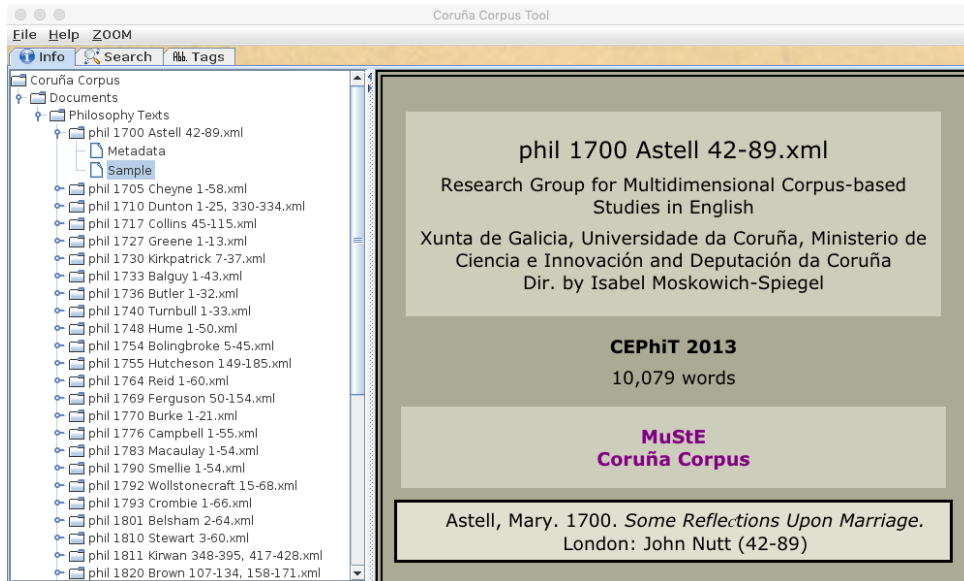 Coruña Corpus Tool
File Help ZOOM
Info Search Abb. Tags
Coruña Corpus
Documents
Philosophy Texts
phil 1700 Astell 42-89.xml
Metadata
Sample
phil 1705 Cheyne 1-58.xml
phil 1710 Dunton 1-25, 330-334.xml
phil 1717 Collins 45-115.xml
phil 1727 Greene 1-13.xml
phil 1730 Kirkpatrick 7-37.xml
phil 1733 Balguy 1-43.xml
phil 1736 Butler 1-32.xml
phil 1740 Turnbull 1-33.xml
phil 1748 Hume 1-50.xml
phil 1754 Bolingbroke 5-45.xml
phil 1755 Hutcheson 149-185.xml
phil 1764 Reid 1-60.xml
phil 1769 Ferguson 50-154.xml
phil 1770 Burke 1-21.xml
phil 1776 Campbell 1-55.xml
phil 1783 Macaulay 1-54.xml
phil 1790 Smellie 1-54.xml
phil 1792 Wollstonecraft 15-68.xml
phil 1793 Crombie 1-66.xml
phil 1801 Belsham 2-64.xml
phil 1810 Stewart 3-60.xml
phil 1811 Kirwan 348-395, 417-428.xml
phil 1820 Brown 107-134, 158-171.xml
phil 1700 Astell 42-89.xml
Research Group for Multidimensional Corpus-based
Studies in English
Xunta de Galicia, Universidade da Coruña, Ministerio de
Ciencia e Innovación and Deputación da Coruña
Dir. by Isabel Moskowich-Spiegel
CEPhiT 2013
10,079 words
MuStE
Coruña Corpus
Astell, Mary. 1700. Some Reflections Upon Marriage.
London: John Nutt (42-89)